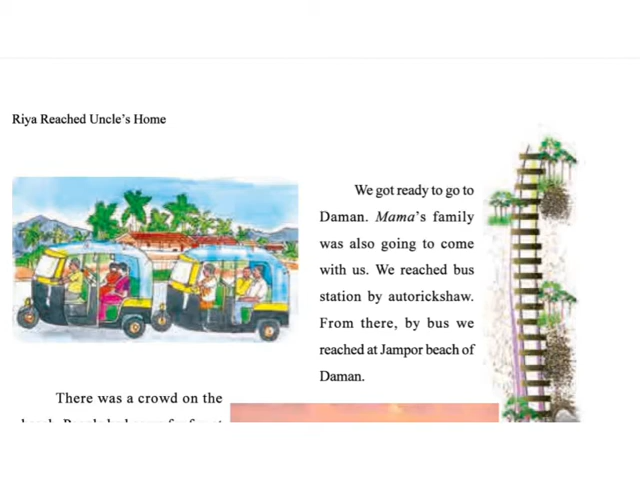 Riya Reached Uncle's Home
We got ready to go to
Daman. Mama's family
was also going to come
with us. We reached bus
station by autorickshaw.
From there, by bus we
reached at Jampor beach of
Daman.
There was a crowd on the